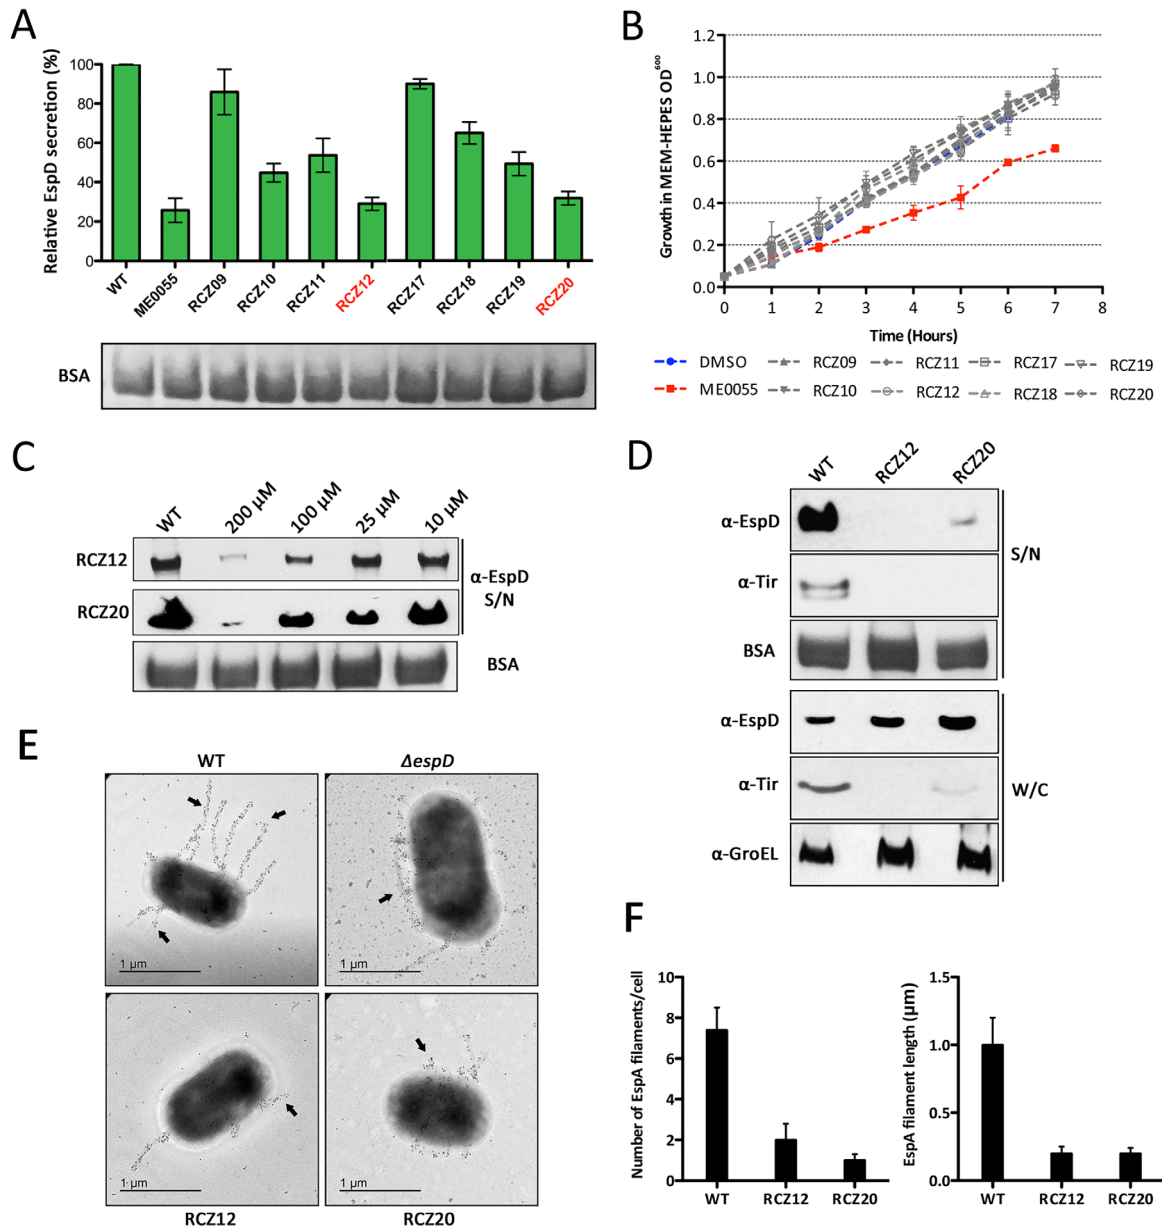 A
Relative EspD secretion (%)
100
80
60
40
20
0
WT
ME0055
RCZ09
RCZ10
RCZ11
RCZ12
RCZ17
RCZ18
RCZ19
RCZ20
BSA
B
Growth in MEM-HEPES OD600
1.2
1.0
0.8
0.6
0.4
0.2
0.0
0 1 2 3 4 5 6 7 8
Time (Hours)
DMSO RCZ09 RCZ11 RCZ17 RCZ19
ME0055 RCZ10 RCZ12 RCZ18 RCZ20
C
WT 200 µM 100 µM 25 µM 10 µM
RCZ12
RCZ20
α-EspD
S/N
BSA
D
WT RCZ12 RCZ20
α-EspD
α-Tir
BSA
S/N
α-EspD
α-Tir
α-GroEL
W/C
E
WT ΔespD
1 µm 1 µm
1 µm 1 µm
RCZ12 RCZ20
F
Number of EspA filaments/cell
10
8
6
4
2
0
WT RCZ12 RCZ20
EspA filament length (µm)
1.5
1.0
0.5
0.0
WT RCZ12 RCZ20